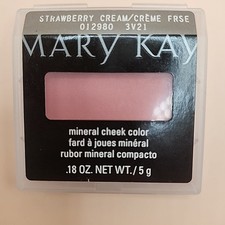 STRAWBERRY CREAM/CRÈME FRSE
012980 3V21
MARY KAY
mineral cheek color
fard à joues minéral
rubor mineral compacto
.18 OZ. NET WT./5 g